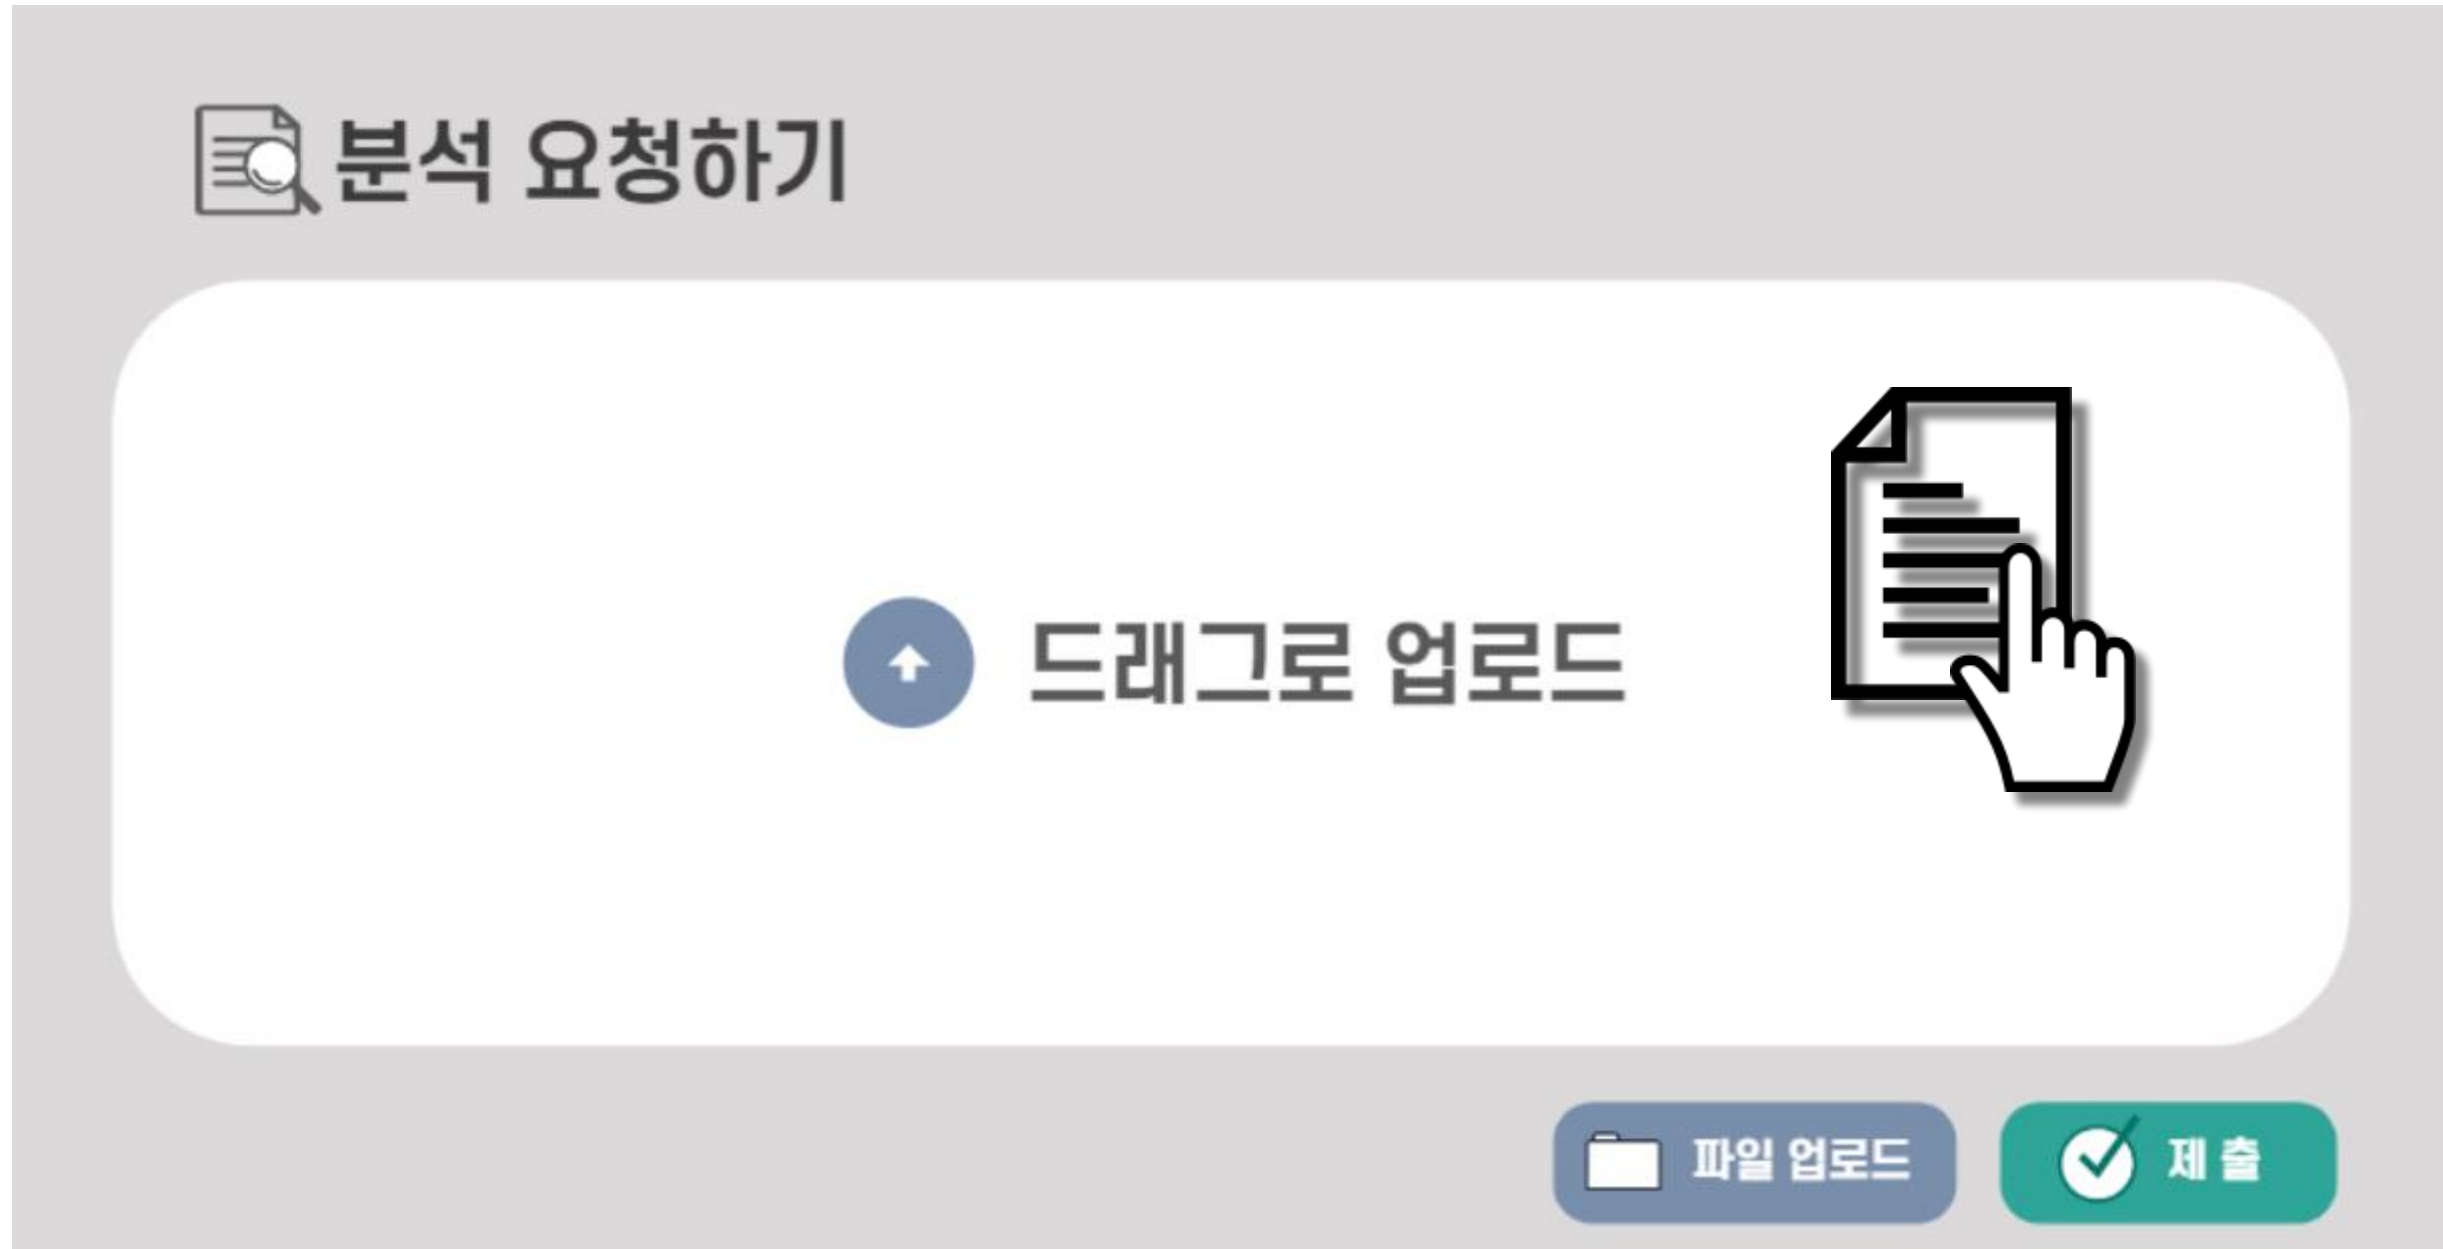 분석 요청하기
드래그로 업로드
파일 업로드
제 출